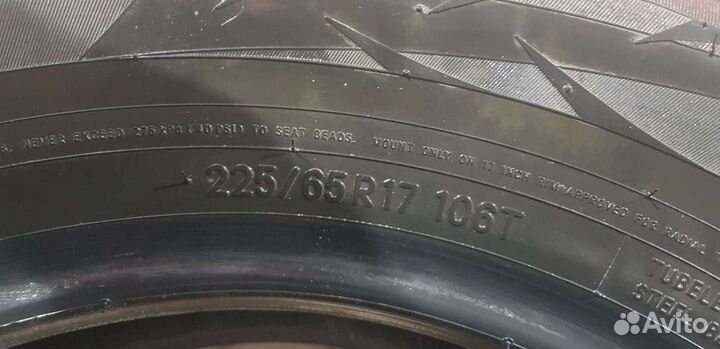 NEVER EXCEED 275 KPA (40 PSI) TO SEAT BEADS. MOUNT ONLY ON 17 INCH RIM APPROVED FOR RADIAL
225/65R17 106T
TUBEL
STEE
Avito